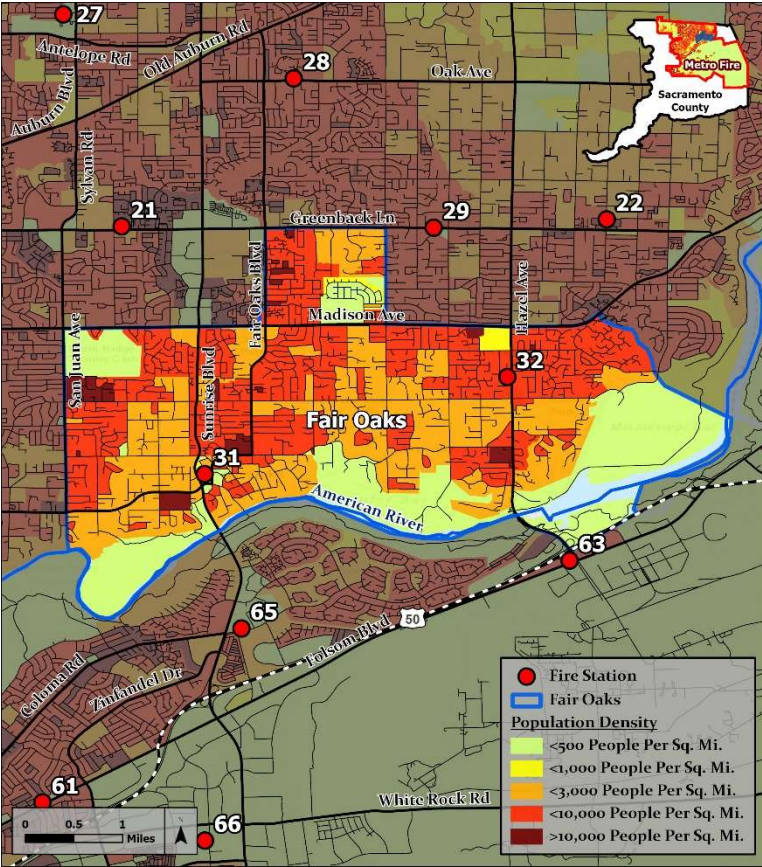 27
Antelope Rd
Old Auburn Rd
28
Oak Ave
Auburn Blvd
Metro Fire
Sacramento
County
Sylvan Rd
21
Greenback Ln
29
22
Fair Oaks Blvd
Hazel Ave
Madison Ave
San Juan Ave
Sunrise Blvd
32
Fair Oaks
31
American River
63
65
50
Folsom Blvd
Coloma Rd
Zinfandel Dr
61
66
White Rock Rd
0 0.5 1
Miles
Fire Station
Fair Oaks
Population Density
<500 People Per Sq. Mi.
<1,000 People Per Sq. Mi.
<3,000 People Per Sq. Mi.
<10,000 People Per Sq. Mi.
>10,000 People Per Sq. Mi.